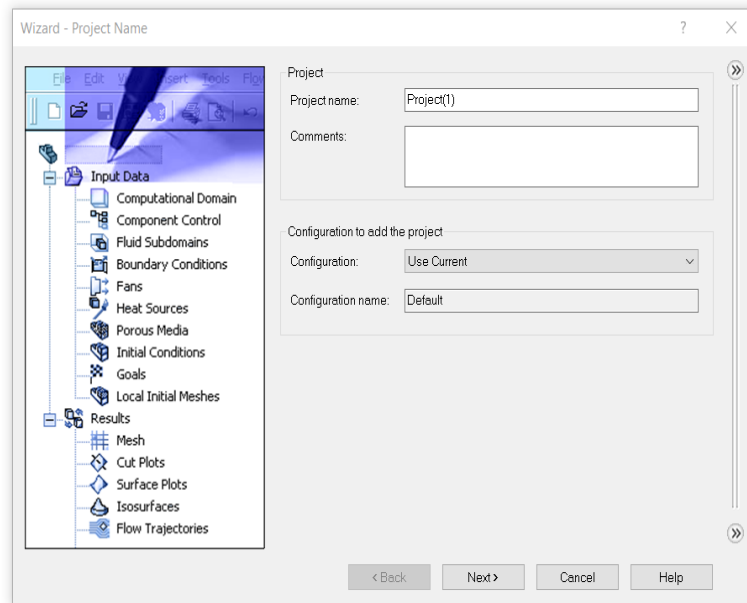 Wizard - Project Name
?
File Edit View Insert Tools Flow
Input Data
Computational Domain
Component Control
Fluid Subdomains
Boundary Conditions
Fans
Heat Sources
Porous Media
Initial Conditions
Goals
Local Initial Meshes
Results
Mesh
Cut Plots
Surface Plots
Isosurfaces
Flow Trajectories
Project
Project name: Project(1)
Comments:
Configuration to add the project
Configuration: Use Current
Configuration name: Default
< Back Next > Cancel Help